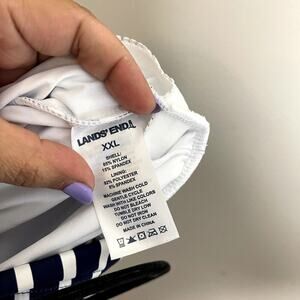 LANDS' END
XXL
SHELL:
85% NYLON
15% SPANDEX
LINING:
92% POLYESTER
8% SPANDEX
MACHINE WASH COLD
GENTLE CYCLE
WASH WITH LIKE COLORS
DO NOT BLEACH
TUMBLE DRY LOW
DO NOT IRON
DO NOT DRY CLEAN